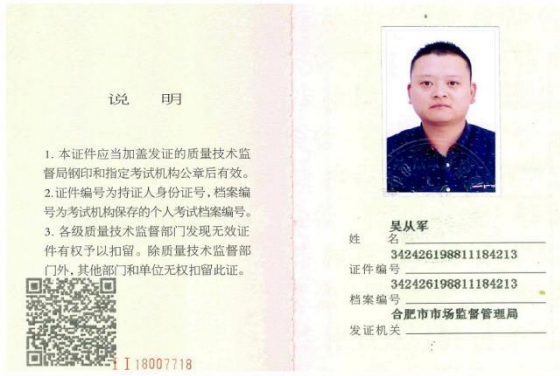 说 明
1. 本证件应当加盖发证的质量技术监
督局钢印和指定考试机构公章后有效。
2.证件编号为持证人身份证号，档案编
号为考试机构保存的个人考试档案编号。
3. 各级质量技术监督部门发现无效证
件有权予以扣留。除质量技术监督部
门外，其他部门和单位无权扣留此证。
I I 18007718
姓 名 吴从军
证件编号 342426198811184213
档案编号 342426198811184213
发证机关 合肥市市场监督管理局